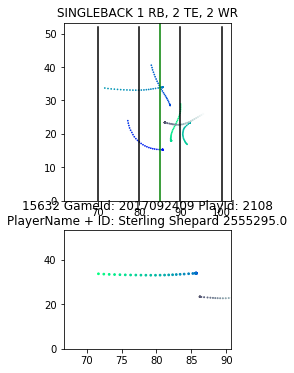 SINGLEBACK 1 RB, 2 TE, 2 WR
50
40
30
20
10
0
70 80 90 100
15632 GameId: 2017092409 PlayId: 2108
PlayerName + ID: Sterling Shepard 2555295.0
40
20
0
70 75 80 85 90